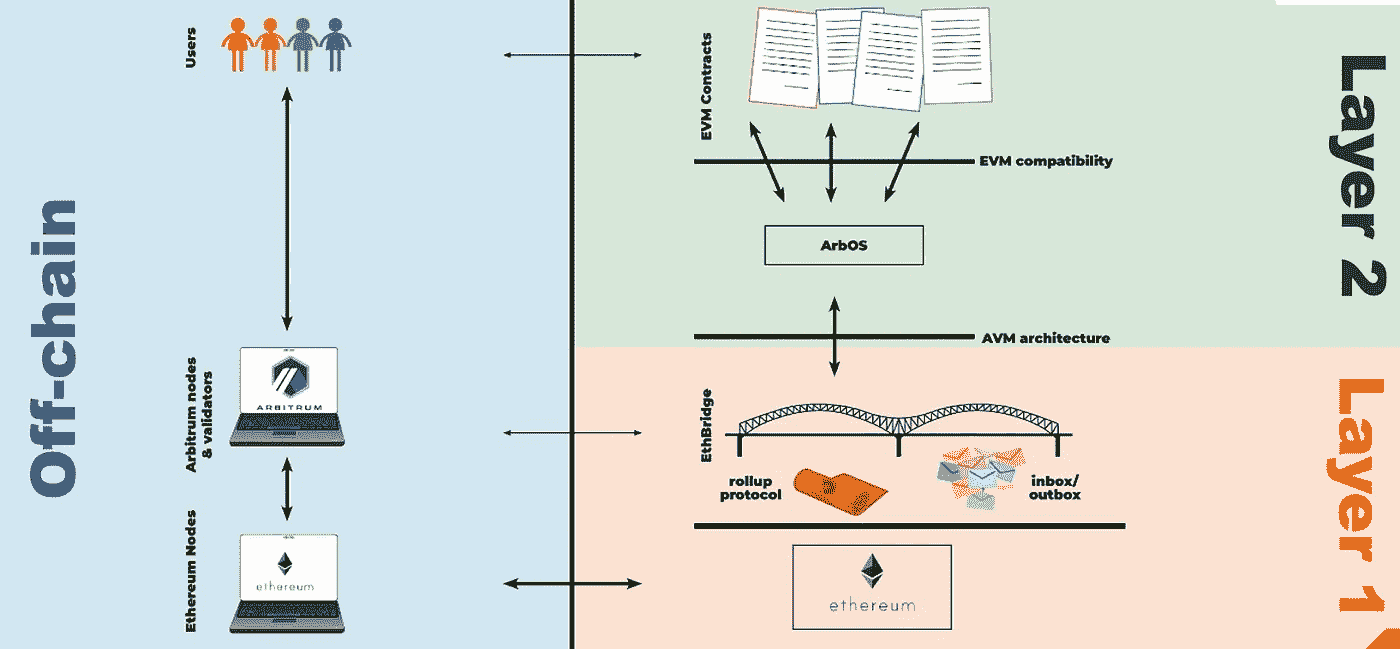 Off-chain
Users
Arbitrum nodes
& validators
ARBITRUM
Ethereum Nodes
ethereum
EVM Contracts
EVM compatibility
ArbOS
AVM architecture
EthBridge
rollup
protocol
inbox/
outbox
ethereum
Layer 2
Layer 1